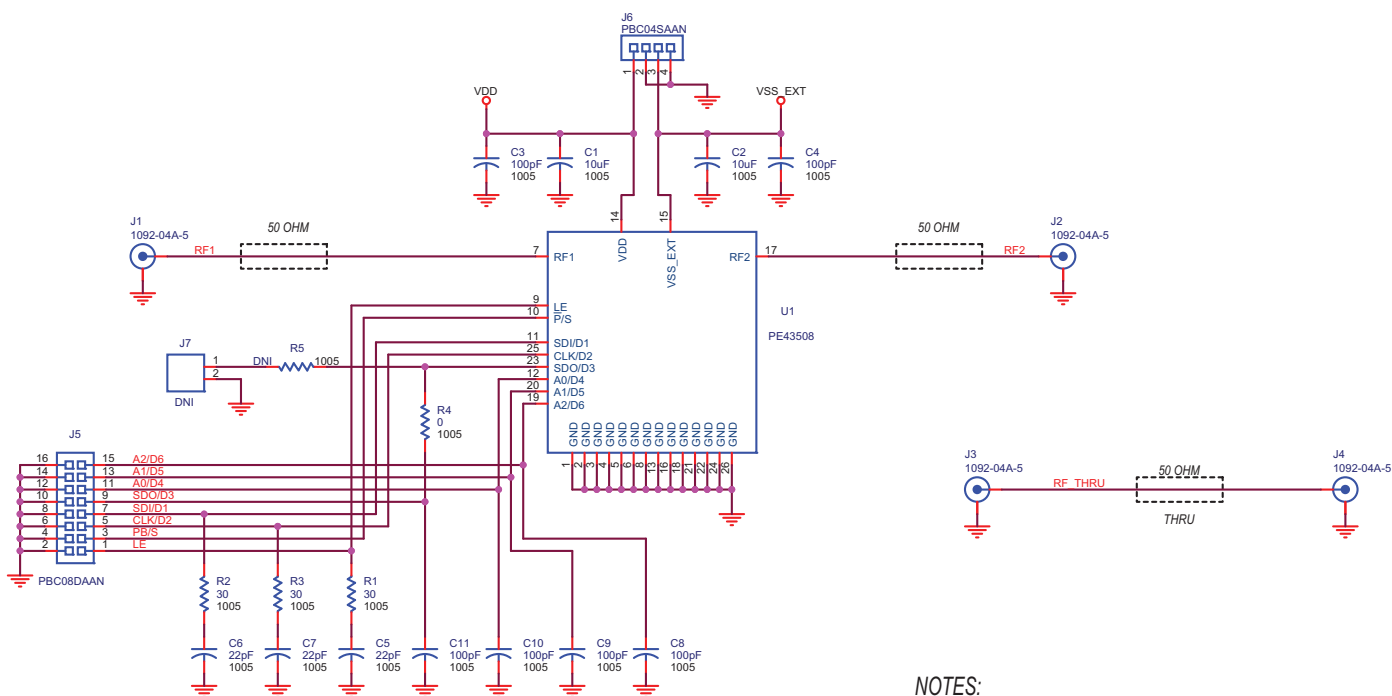 J6
PBC04SAAN
1
2
3
4
VDD
VSS_EXT
C3
100pF
1005
C1
10uF
1005
C2
10uF
1005
C4
100pF
1005
J1
1092-04A-5
RF1
50 OHM
14
15
VDD
VSS_EXT
7
RF1
RF2
17
50 OHM
RF2
J2
1092-04A-5
9
LE
10
P/S
11
SDI/D1
25
CLK/D2
23
SDO/D3
12
A0/D4
20
A1/D5
19
A2/D6
U1
PE43508
J7
1
2
DNI
DNI
R5
1005
R4
0
1005
GND GND GND GND GND GND GND GND GND GND GND GND GND GND
1 2 3 4 5 6 8 13 16 18 21 22 24 26
J5
16 15 A2/D6
14 13 A1/D5
12 11 A0/D4
10 9 SDO/D3
8 7 SDI/D1
6 5 CLK/D2
4 3 PB/S
2 1 LE
PBC08DAAN
J3
1092-04A-5
RF_THRU
50 OHM
THRU
J4
1092-04A-5
R2
30
1005
R3
30
1005
R1
30
1005
C6
22pF
1005
C7
22pF
1005
C5
22pF
1005
C11
100pF
1005
C10
100pF
1005
C9
100pF
1005
C8
100pF
1005
NOTES: